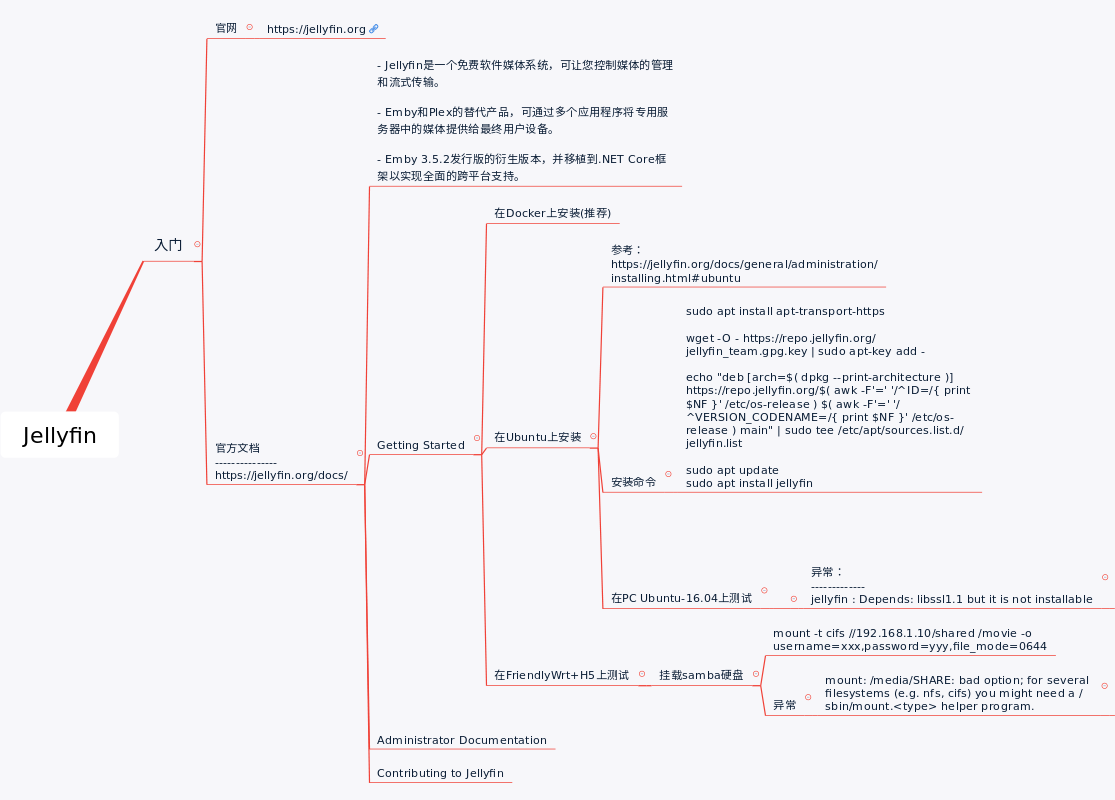 官网
https://jellyfin.org
- Jellyfin是一个免费软件媒体系统，可让您控制媒体的管理
和流式传输。
- Emby和Plex的替代产品，可通过多个应用程序将专用服
务器中的媒体提供给最终用户设备。
- Emby 3.5.2发行版的衍生版本，并移植到.NET Core框
架以实现全面的跨平台支持。
在Docker上安装(推荐)
入门
参考：
https://jellyfin.org/docs/general/administration/
installing.html#ubuntu
sudo apt install apt-transport-https
wget -O - https://repo.jellyfin.org/
jellyfin_team.gpg.key | sudo apt-key add -
echo "deb [arch=$( dpkg --print-architecture )]
https://repo.jellyfin.org/$( awk -F'=' '/^ID=/{ print
$NF }' /etc/os-release ) $( awk -F'=' '/
^VERSION_CODENAME=/{ print $NF }' /etc/os-
release ) main" | sudo tee /etc/apt/sources.list.d/
jellyfin.list
sudo apt update
sudo apt install jellyfin
Jellyfin
官方文档
---------------
https://jellyfin.org/docs/
Getting Started
在Ubuntu上安装
安装命令
在PC Ubuntu-16.04上测试
异常：
-------------
jellyfin : Depends: libssl1.1 but it is not installable
mount -t cifs //192.168.1.10/shared /movie -o
username=xxx,password=yyy,file_mode=0644
在FriendlyWrt+H5上测试
挂载samba硬盘
异常
mount: /media/SHARE: bad option; for several
filesystems (e.g. nfs, cifs) you might need a /
sbin/mount.<type> helper program.
Administrator Documentation
Contributing to Jellyfin